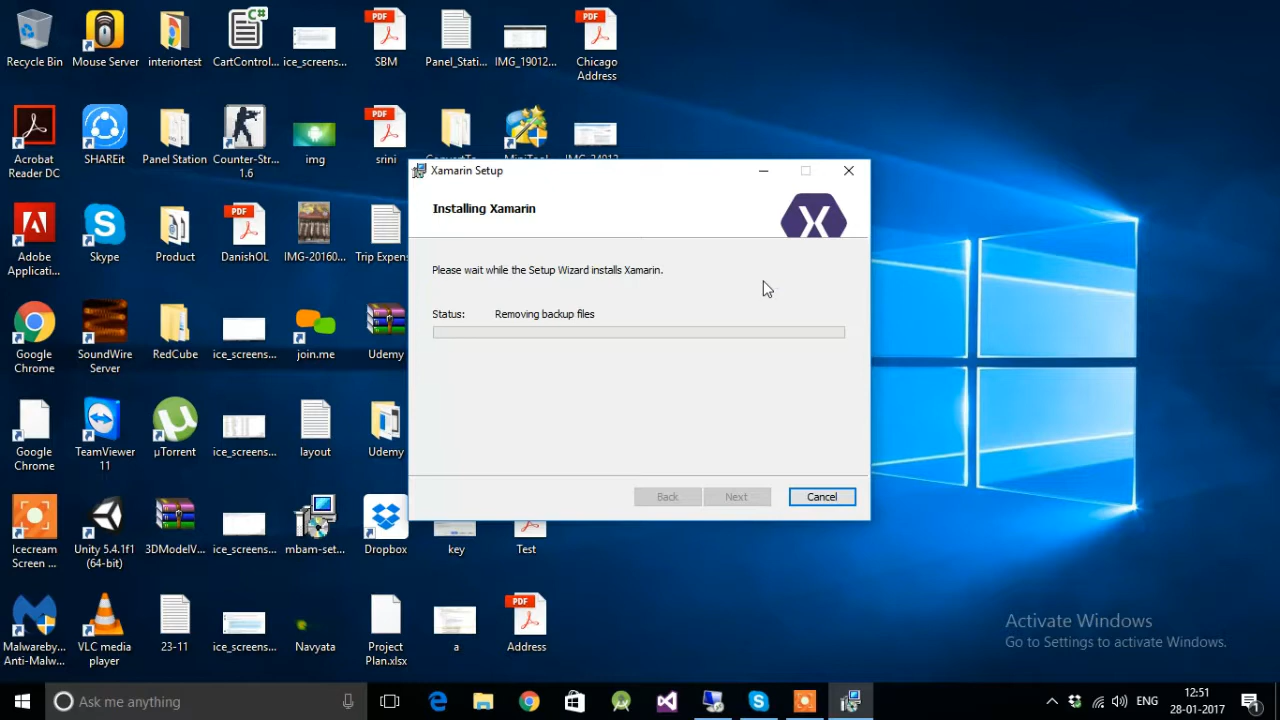 Recycle Bin
Mouse Server
interiortest
CartControl...
ice_screens...
SBM
Panel_Stati...
IMG_19012...
Chicago
Address
Acrobat
Reader DC
SHAREit
Panel Station
Counter-Str...
1.6
img
srini
Adobe
Applicati...
Skype
Product
DanishOL
IMG-20160...
Trip Expen
Google
Chrome
SoundWire
Server
RedCube
ice_screens...
join.me
Udemy
Google
Chrome
TeamViewer
11
µTorrent
ice_screens...
layout
Udemy
Icecream
Screen ...
Unity 5.4.1f1
(64-bit)
3DModelV...
ice_screens...
mbam-set...
Dropbox
key
Test
Malwareby...
Anti-Malw...
VLC media
player
23-11
ice_screens...
Navyata
Project
Plan.xlsx
a
Address
Xamarin Setup
Installing Xamarin
Please wait while the Setup Wizard installs Xamarin.
Status: Removing backup files
Back Next Cancel
Activate Windows
Go to Settings to activate Windows.
Ask me anything
ENG
12:51
28-01-2017
1